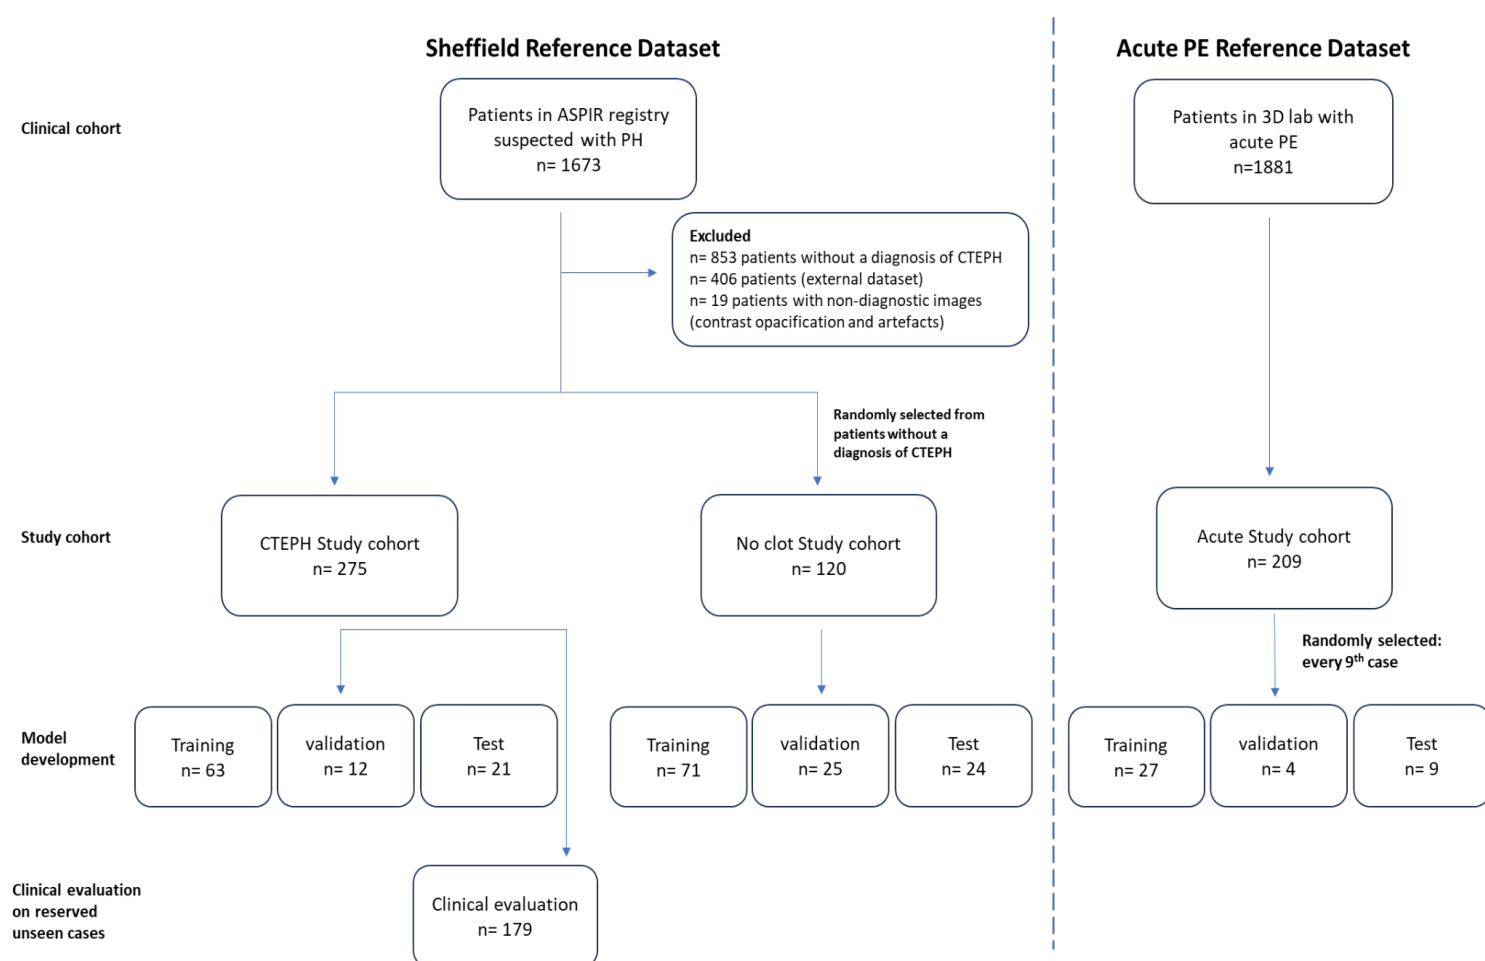 Sheffield Reference Dataset
Acute PE Reference Dataset
Clinical cohort
Patients in ASPIR registry
suspected with PH
n= 1673
Patients in 3D lab with
acute PE
n=1881
Excluded
n= 853 patients without a diagnosis of CTEPH
n= 406 patients (external dataset)
n= 19 patients with non-diagnostic images
(contrast opacification and artefacts)
Randomly selected from
patients without a
diagnosis of CTEPH
Study cohort
CTEPH Study cohort
n= 275
No clot Study cohort
n= 120
Acute Study cohort
n= 209
Randomly selected:
every 9th case
Model
development
Training
n= 63
validation
n= 12
Test
n= 21
Training
n= 71
validation
n= 25
Test
n= 24
Training
n= 27
validation
n= 4
Test
n= 9
Clinical evaluation
on reserved
unseen cases
Clinical evaluation
n= 179